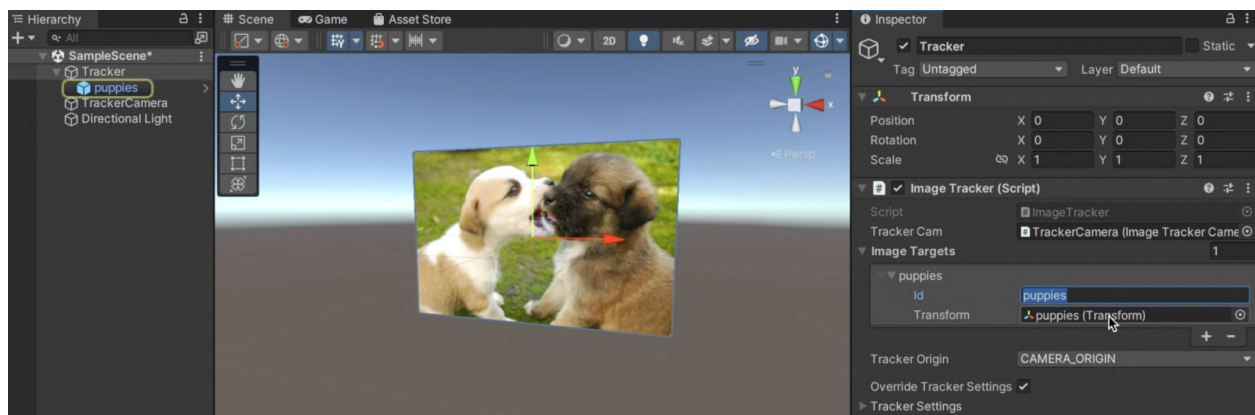 Hierarchy
All
SampleScene*
Tracker
puppies
TrackerCamera
Directional Light
Scene Game Asset Store
2D
y
x
Persp
Inspector
Tracker Static
Tag Untagged Layer Default
Transform
Position X 0 Y 0 Z 0
Rotation X 0 Y 0 Z 0
Scale X 1 Y 1 Z 1
Image Tracker (Script)
Script ImageTracker
Tracker Cam TrackerCamera (Image Tracker Came
Image Targets 1
puppies
Id puppies
Transform puppies (Transform)
+ -
Tracker Origin CAMERA_ORIGIN
Override Tracker Settings
Tracker Settings